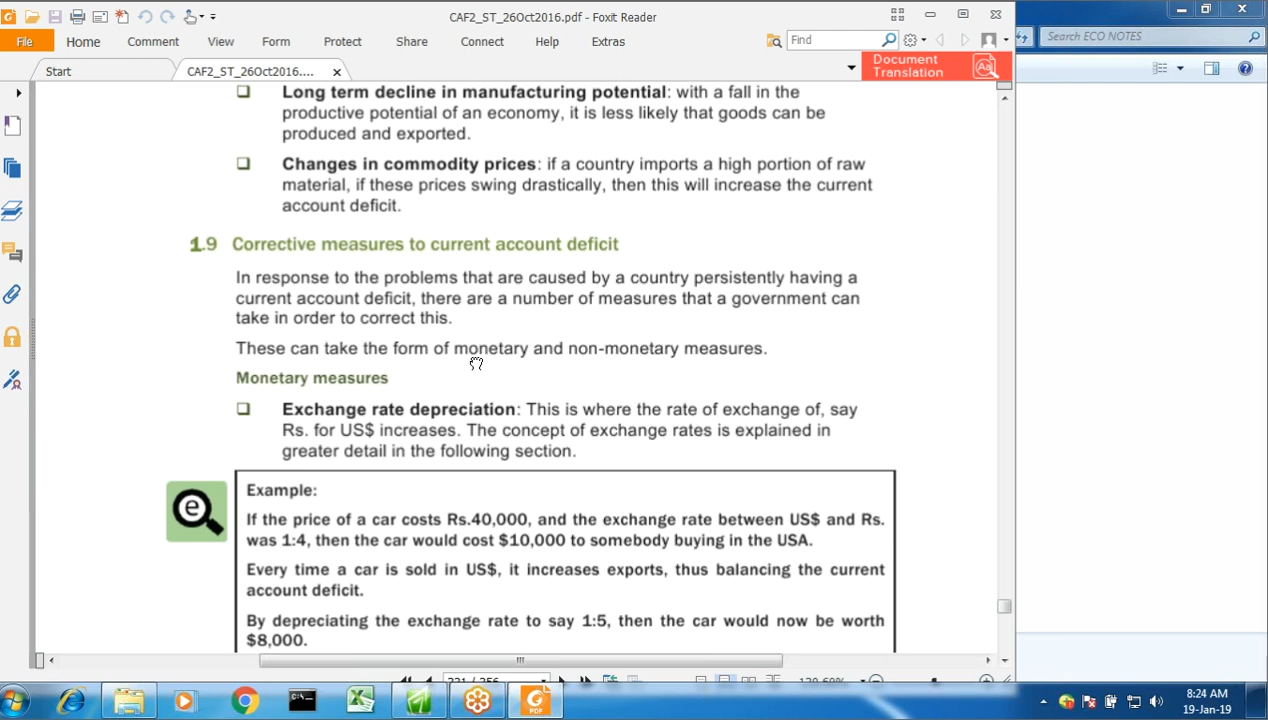 CAF2_ST_26Oct2016.pdf - Foxit Reader
Search ECO NOTES
File Home Comment View Form Protect Share Connect Help Extras Find
Start CAF2_ST_26Oct2016.... Document Translation
Long term decline in manufacturing potential: with a fall in the
productive potential of an economy, it is less likely that goods can be
produced and exported.
Changes in commodity prices: if a country imports a high portion of raw
material, if these prices swing drastically, then this will increase the current
account deficit.
1.9 Corrective measures to current account deficit
In response to the problems that are caused by a country persistently having a
current account deficit, there are a number of measures that a government can
take in order to correct this.
These can take the form of monetary and non-monetary measures.
Monetary measures
Exchange rate depreciation: This is where the rate of exchange of, say
Rs. for US$ increases. The concept of exchange rates is explained in
greater detail in the following section.
Example:
If the price of a car costs Rs.40,000, and the exchange rate between US$ and Rs.
was 1:4, then the car would cost $10,000 to somebody buying in the USA.
Every time a car is sold in US$, it increases exports, thus balancing the current
account deficit.
By depreciating the exchange rate to say 1:5, then the car would now be worth
$8,000.
8:24 AM
19-Jan-19